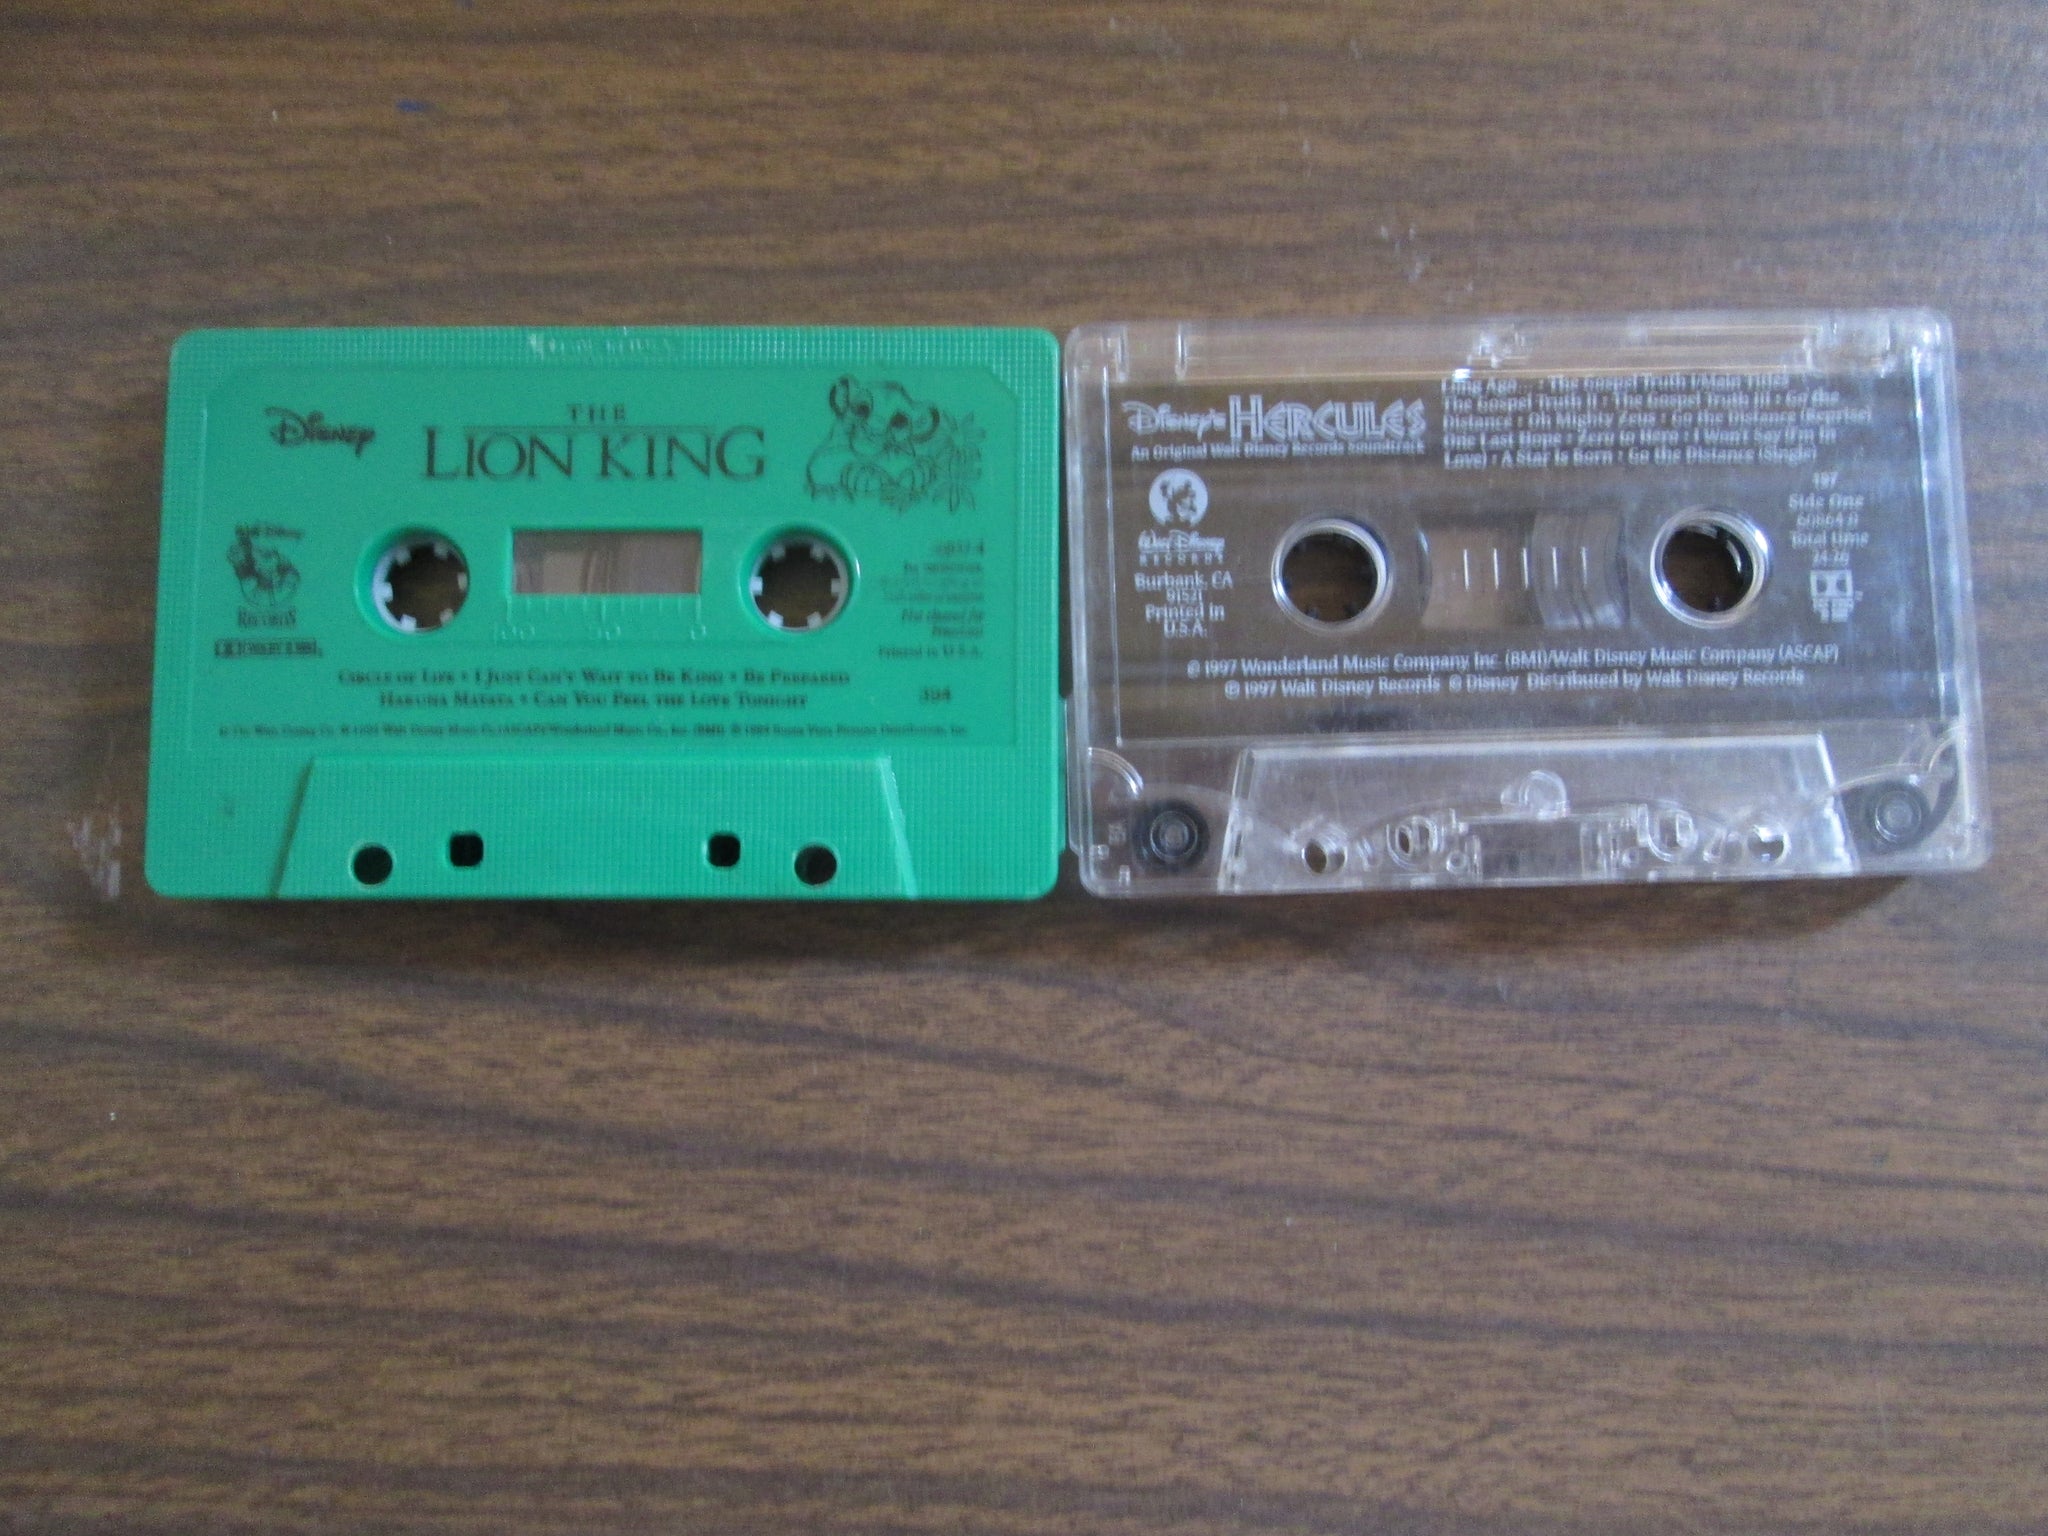 Disney
THE
LION KING
Walt Disney
RECORDS
Printed in U.S.A.
CIRCLE OF LIFE • I JUST CAN'T WAIT TO BE KING • BE PREPARED
HAKUNA MATATA • CAN YOU FEEL THE LOVE TONIGHT
394
Disney's HERCULES
An Original Walt Disney Records Soundtrack
Long Ago... • The Gospel Truth I/Main Titles
The Gospel Truth II • The Gospel Truth III • Go the
Distance • Oh Mighty Zeus • Go the Distance (Reprise)
One Last Hope • Zero to Hero • I Won't Say (I'm In
Love) • A Star Is Born • Go the Distance (Single)
Walt Disney
RECORDS
Burbank, CA
91521
Printed in
U.S.A.
197
Side One
Total time
© 1997 Wonderland Music Company Inc. (BMI)/Walt Disney Music Company (ASCAP)
℗ 1997 Walt Disney Records © Disney Distributed by Walt Disney Records